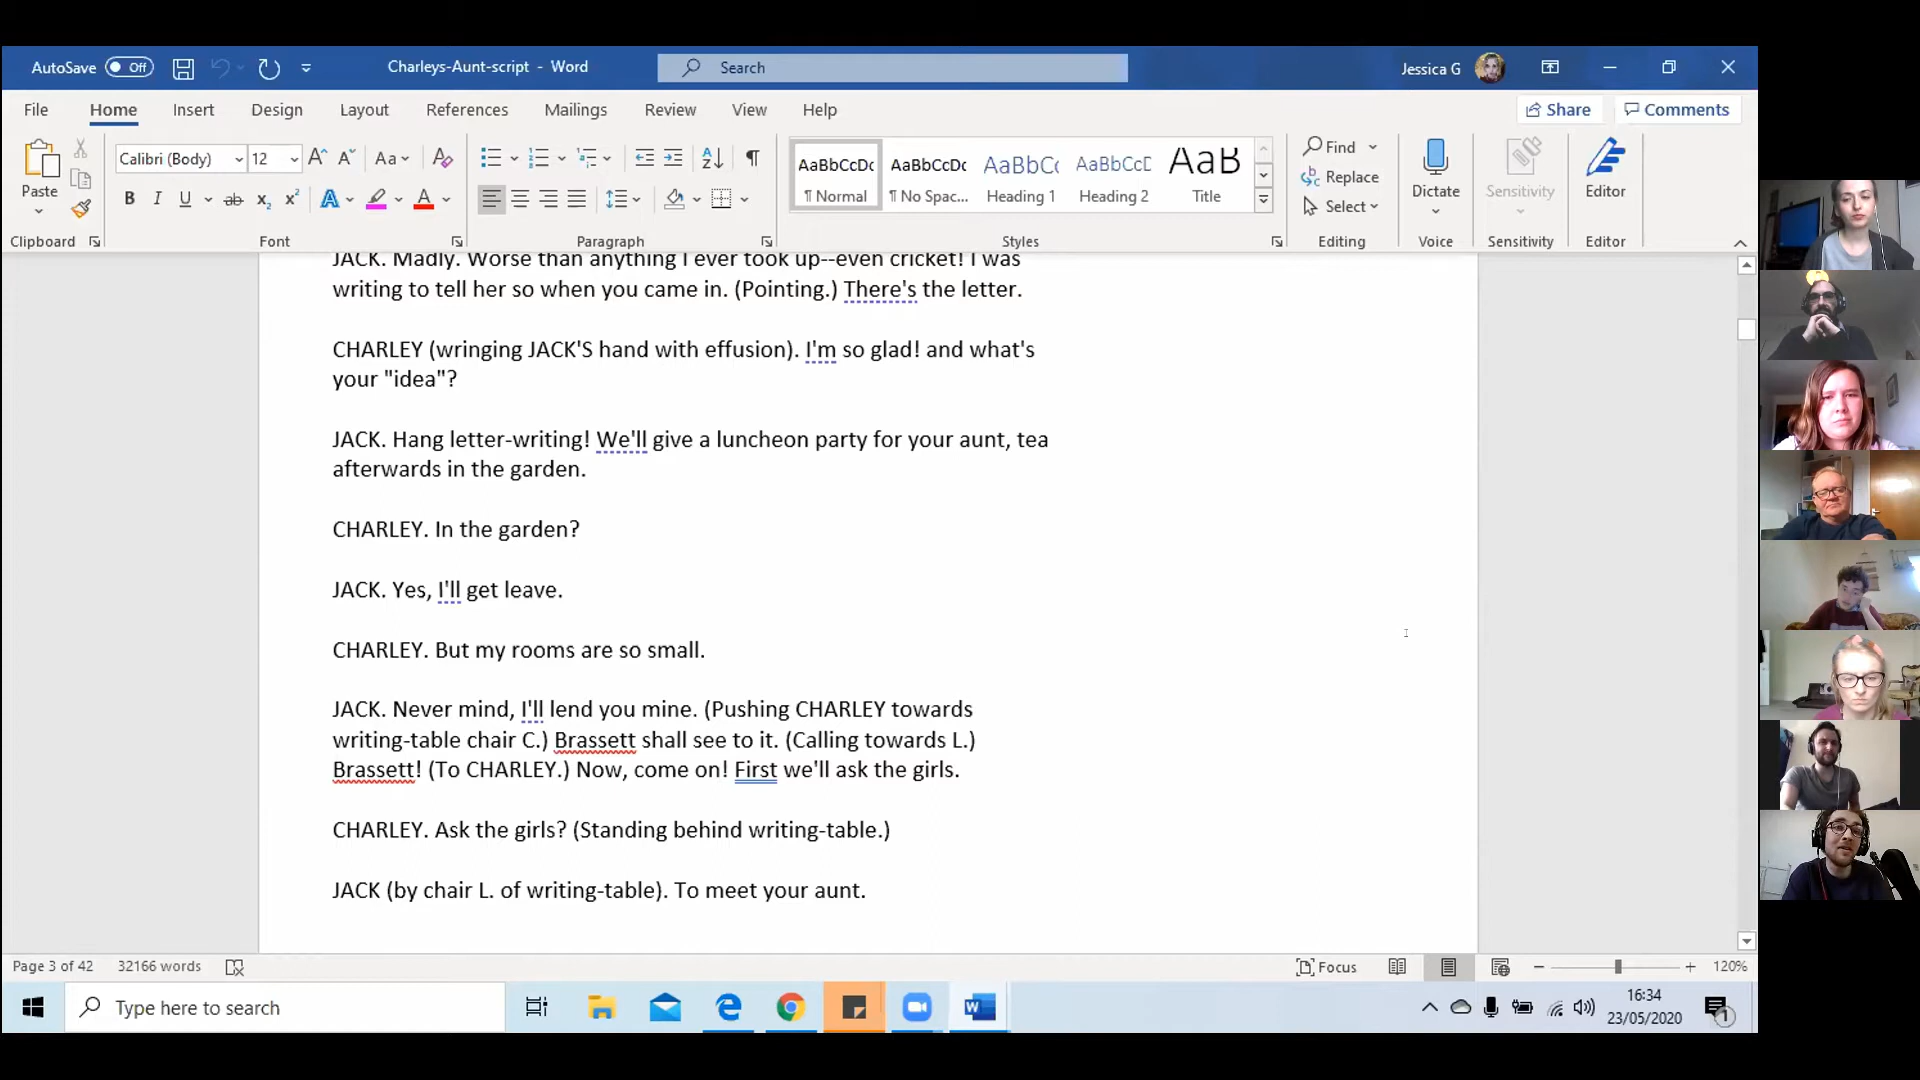 AutoSave Off Charleys-Aunt-script - Word Search Jessica G
File Home Insert Design Layout References Mailings Review View Help Share Comments
Paste
Calibri (Body) 12 Aa
Find
Replace
Select
Dictate
Sensitivity
Editor
AaBbCcDc AaBbCcDc AaBbCc AaBbCcD AaB
¶ Normal ¶ No Spac... Heading 1 Heading 2 Title
Clipboard Font Paragraph Styles Editing Voice Sensitivity Editor
JACK. Madly. Worse than anything I ever took up--even cricket! I was
writing to tell her so when you came in. (Pointing.) There's the letter.
CHARLEY (wringing JACK'S hand with effusion). I'm so glad! and what's
your "idea"?
JACK. Hang letter-writing! We'll give a luncheon party for your aunt, tea
afterwards in the garden.
CHARLEY. In the garden?
JACK. Yes, I'll get leave.
CHARLEY. But my rooms are so small.
JACK. Never mind, I'll lend you mine. (Pushing CHARLEY towards
writing-table chair C.) Brassett shall see to it. (Calling towards L.)
Brassett! (To CHARLEY.) Now, come on! First we'll ask the girls.
CHARLEY. Ask the girls? (Standing behind writing-table.)
JACK (by chair L. of writing-table). To meet your aunt.
Page 3 of 42 32166 words Focus 120%
Type here to search
16:34
23/05/2020
1